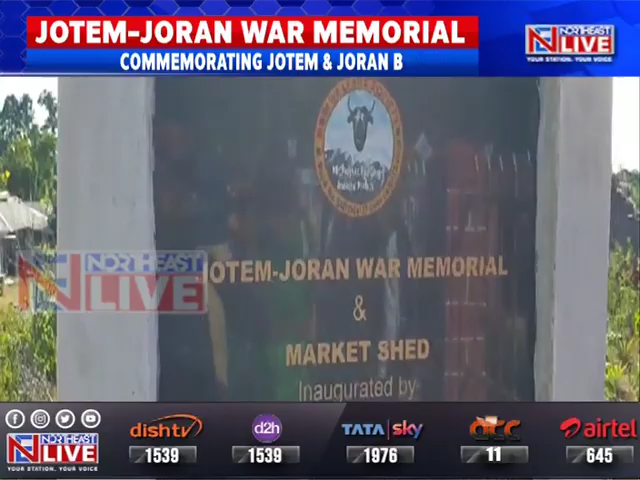 JOTEM-JORAN WAR MEMORIAL
COMMEMORATING JOTEM & JORAN B
NORTHEAST
LIVE
YOUR STATION. YOUR VOICE
NORTHEAST
LIVE
JOTEM-JORAN WAR MEMORIAL
&
MARKET SHED
Inaugurated by
NORTHEAST
LIVE
YOUR STATION, YOUR VOICE
dishtv
1539
d2h
1539
TATA sky
1976
11
airtel
645